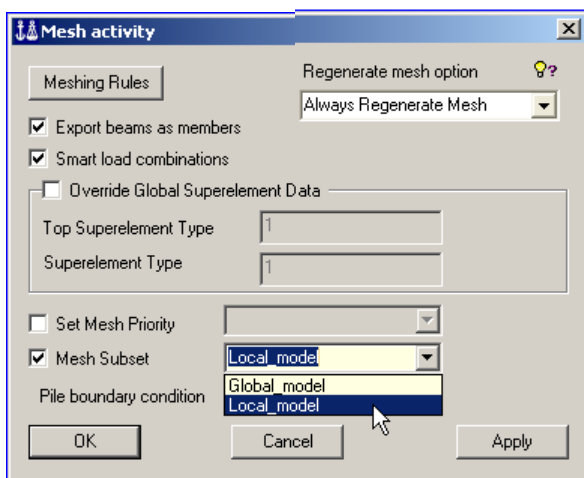 Mesh activity
Meshing Rules
Regenerate mesh option
Always Regenerate Mesh
Export beams as members
Smart load combinations
Override Global Superelement Data
Top Superelement Type 1
Superelement Type 1
Set Mesh Priority
Mesh Subset Local_model
Global_model
Pile boundary condition Local_model
OK Cancel Apply